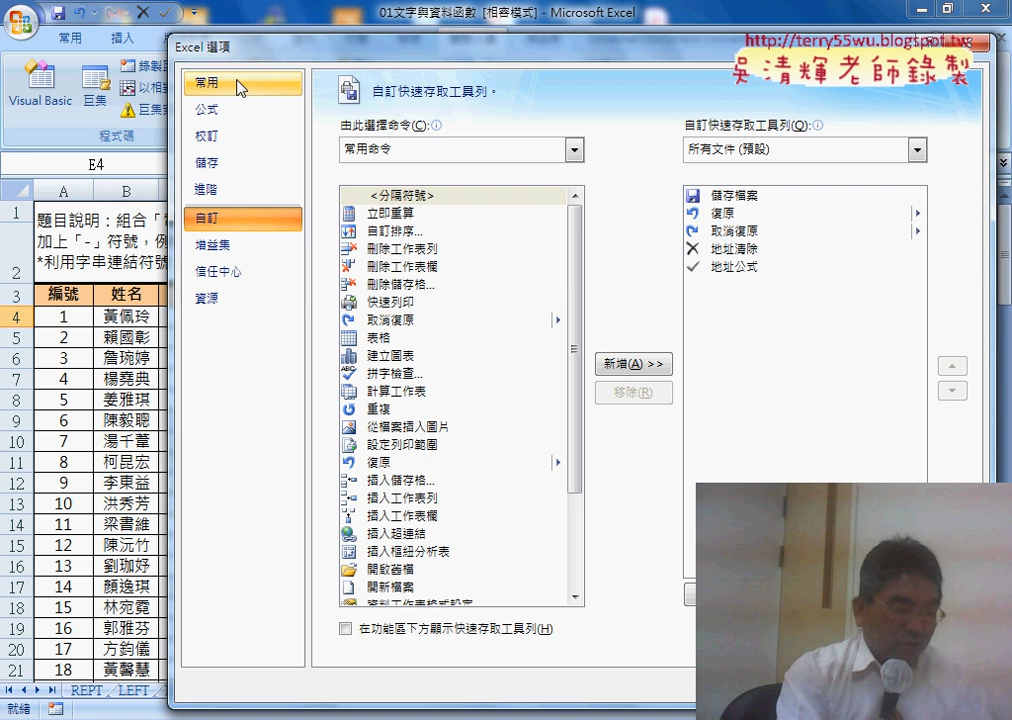 01文字與資料函數 [相容模式] - Microsoft Excel
常用
插入
http://terry55wu.blogspot.tw
吳清輝老師錄製
Excel 選項
Visual Basic
巨集
程式碼
E4
A
B
1
題目說明：組合「
加上「-」符號，例
*利用字串連結符號
2
3
編號
姓名
4
1
黃佩玲
5
2
賴國彰
6
3
詹琬婷
7
4
楊堯典
8
5
姜雅琪
9
6
陳毅聰
10
7
湯千葦
11
8
柯昆宏
12
9
李東益
13
10
洪秀芳
14
11
梁書維
15
12
陳沅竹
16
13
劉珈妤
17
14
顏逸琪
18
15
林宛霓
19
16
郭雅芬
20
17
方鈞儀
21
18
黃馨慧
REPT
LEFT
就緒
常用
公式
校訂
儲存
進階
自訂
增益集
信任中心
資源
自訂快速存取工具列。
由此選擇命令(C):
常用命令
<分隔符號>
立即重算
自訂排序...
刪除工作表列
刪除工作表欄
刪除儲存格...
快速列印
取消復原
表格
建立圖表
拼字檢查...
計算工作表
重複
從檔案插入圖片
設定列印範圍
復原
插入儲存格...
插入工作表列
插入工作表欄
插入超連結
插入樞紐分析表
開啟舊檔
開新檔案
新增(A) >>
移除(R)
自訂快速存取工具列(Q):
所有文件 (預設)
儲存檔案
復原
取消復原
地址清除
地址公式
在功能區下方顯示快速存取工具列(H)